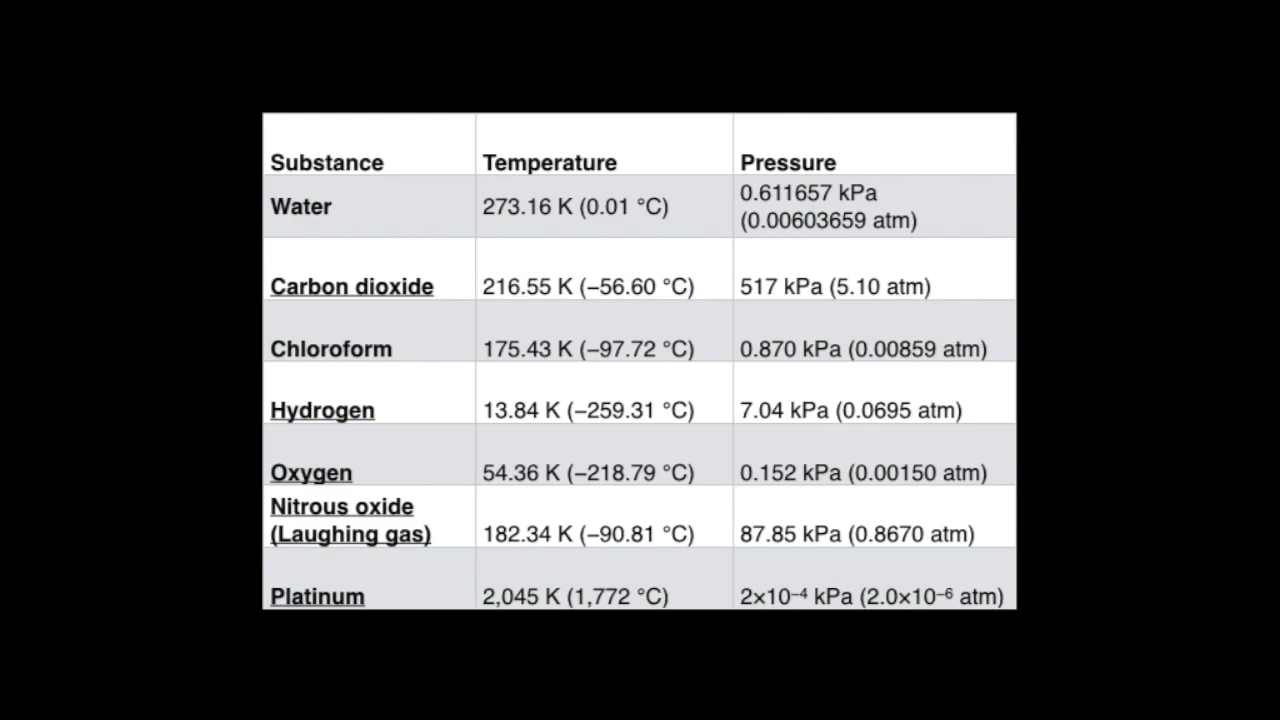 Substance Temperature Pressure
Water 273.16 K (0.01 °C) 0.611657 kPa
(0.00603659 atm)
Carbon dioxide 216.55 K (–56.60 °C) 517 kPa (5.10 atm)
Chloroform 175.43 K (–97.72 °C) 0.870 kPa (0.00859 atm)
Hydrogen 13.84 K (–259.31 °C) 7.04 kPa (0.0695 atm)
Oxygen 54.36 K (–218.79 °C) 0.152 kPa (0.00150 atm)
Nitrous oxide
(Laughing gas) 182.34 K (–90.81 °C) 87.85 kPa (0.8670 atm)
Platinum 2,045 K (1,772 °C) 2×10⁻⁴ kPa (2.0×10⁻⁶ atm)